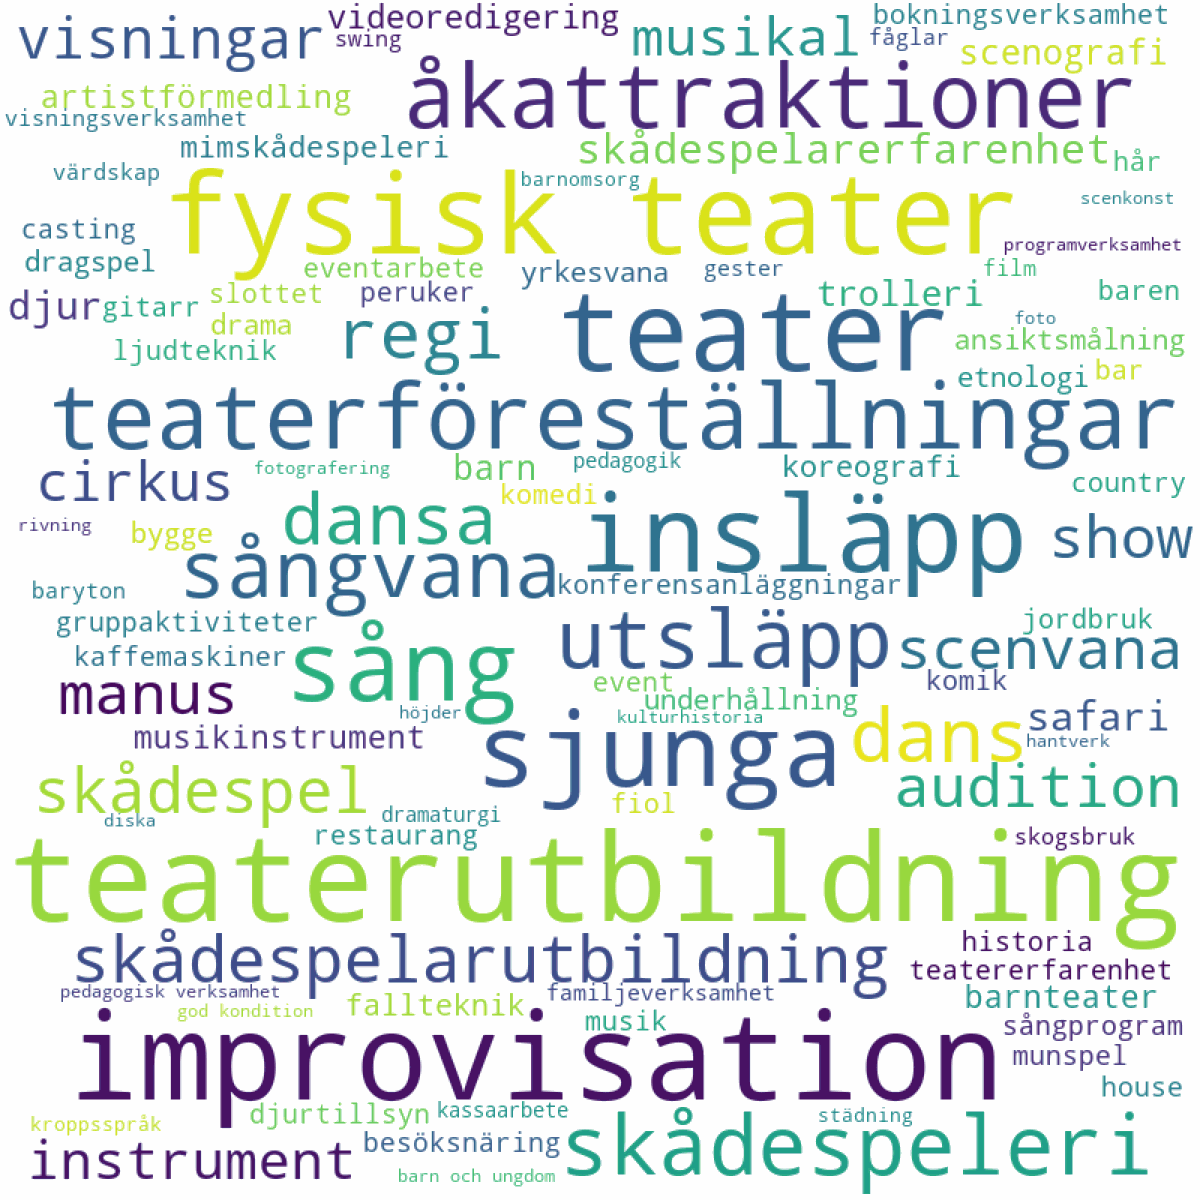 videoredigering
bokningsverksamhet
visningar
swing
musikal
fåglar
scenografi
åkattraktioner
artistförmedling
visningsverksamhet
mimskådespeleri
skådespelarerfarenhet
hår
värdskap
fysisk teater
barnomsorg
scenkonst
casting
programverksamhet
dragspel
eventarbete
yrkesvana
gester
film
djur
gitarr
slottet
peruker
trolleri
baren
drama
regi
teater
foto
ljudteknik
ansiktsmålning
etnologi
bar
teaterföreställningar
cirkus
fotografering
barn
pedagogik
koreografi
country
komedi
rivning
bygge
dansa
insläpp
show
sångvana
baryton
konferensanläggningar
gruppaktiviteter
jordbruk
kaffemaskiner
sång
utsläpp
scenvana
manus
event
komik
underhållning
höjder
kulturhistoria
safari
musikinstrument
sjunga
dans
hantverk
skådespel
audition
fiol
diska
dramaturgi
restaurang
skogsbruk
teaterutbildning
skådespelarutbildning
historia
teatererfarenhet
pedagogisk verksamhet
familjeverksamhet
barnteater
god kondition
fallteknik
musik
sångprogram
improvisation
munspel
house
kroppsspråk
djurtillsyn
kassaarbete
städning
instrument
besöksnäring
skådespeleri
barn och ungdom